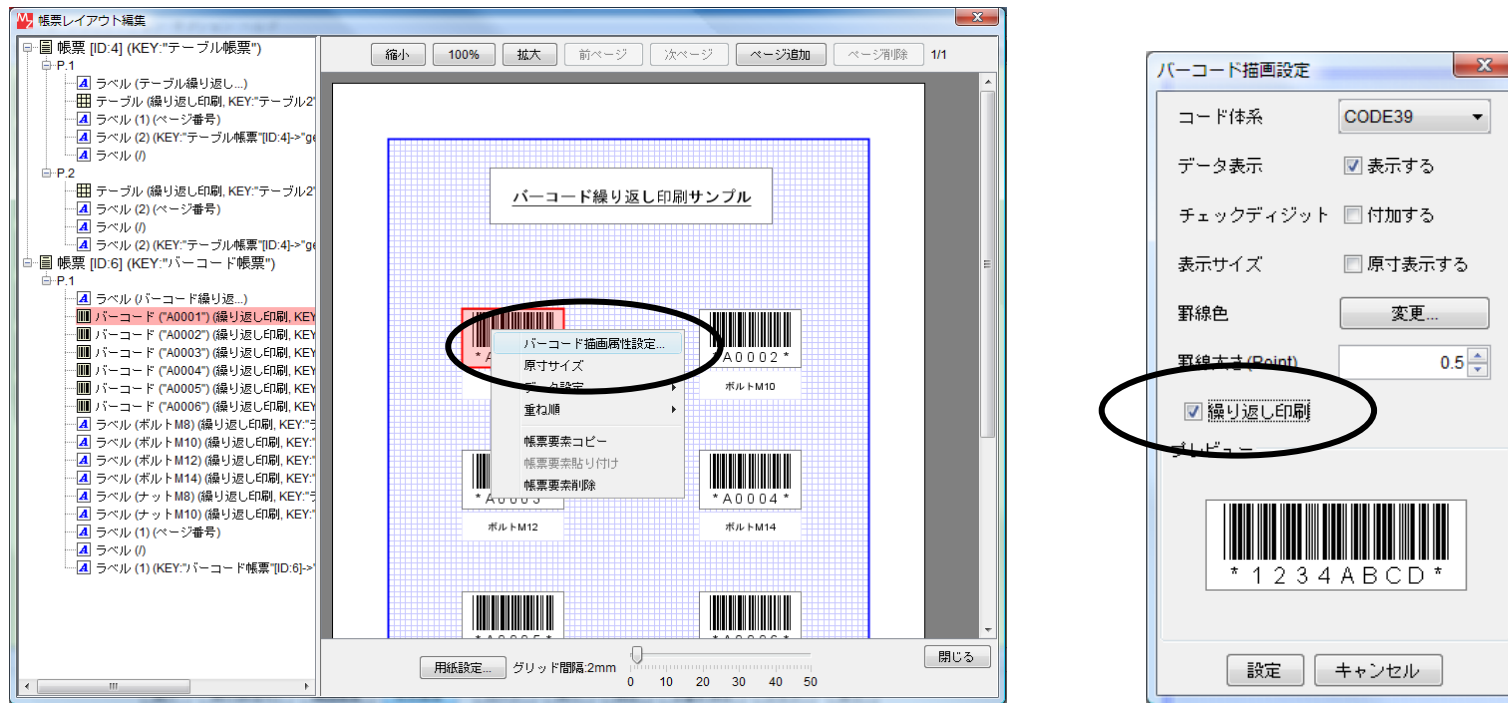 帳票レイアウト編集
帳票 [ID:4] (KEY:"テーブル帳票")
P.1
ラベル (テーブル繰り返し...)
テーブル (繰り返し印刷, KEY:"テーブル2"
ラベル (1) (ページ番号)
ラベル (2) (KEY:"テーブル帳票"[ID:4]->"ge
ラベル (/)
P.2
テーブル (繰り返し印刷, KEY:"テーブル2"
ラベル (2) (ページ番号)
ラベル (/)
ラベル (2) (KEY:"テーブル帳票"[ID:4]->"ge
帳票 [ID:6] (KEY:"バーコード帳票")
P.1
ラベル (バーコード繰り返...)
バーコード ("A0001") (繰り返し印刷, KEY
バーコード ("A0002") (繰り返し印刷, KEY
バーコード ("A0003") (繰り返し印刷, KEY
バーコード ("A0004") (繰り返し印刷, KEY
バーコード ("A0005") (繰り返し印刷, KEY
バーコード ("A0006") (繰り返し印刷, KEY
ラベル (ボルトM8) (繰り返し印刷, KEY:"
ラベル (ボルトM10) (繰り返し印刷, KEY:"
ラベル (ボルトM12) (繰り返し印刷, KEY:"
ラベル (ボルトM14) (繰り返し印刷, KEY:"
ラベル (ナットM8) (繰り返し印刷, KEY:"
ラベル (ナットM10) (繰り返し印刷, KEY:"
ラベル (1) (ページ番号)
ラベル (/)
ラベル (1) (KEY:"バーコード帳票"[ID:6]->"
縮小 100% 拡大 前ページ 次ページ ページ追加 ページ削除 1/1
バーコード繰り返し印刷サンプル
*A0002*
ボルトM10
バーコード描画属性設定...
原寸サイズ
データ設定
重ね順
帳票要素コピー
帳票要素貼り付け
帳票要素削除
*A0003*
ボルトM12
*A0004*
ボルトM14
用紙設定... グリッド間隔:2mm
0 10 20 30 40 50
閉じる
バーコード描画設定
コード体系 CODE39
データ表示 表示する
チェックディジット 付加する
表示サイズ 原寸表示する
罫線色 変更...
罫線太さ(Point) 0.5
繰り返し印刷
プレビュー
*1234ABCD*
設定 キャンセル